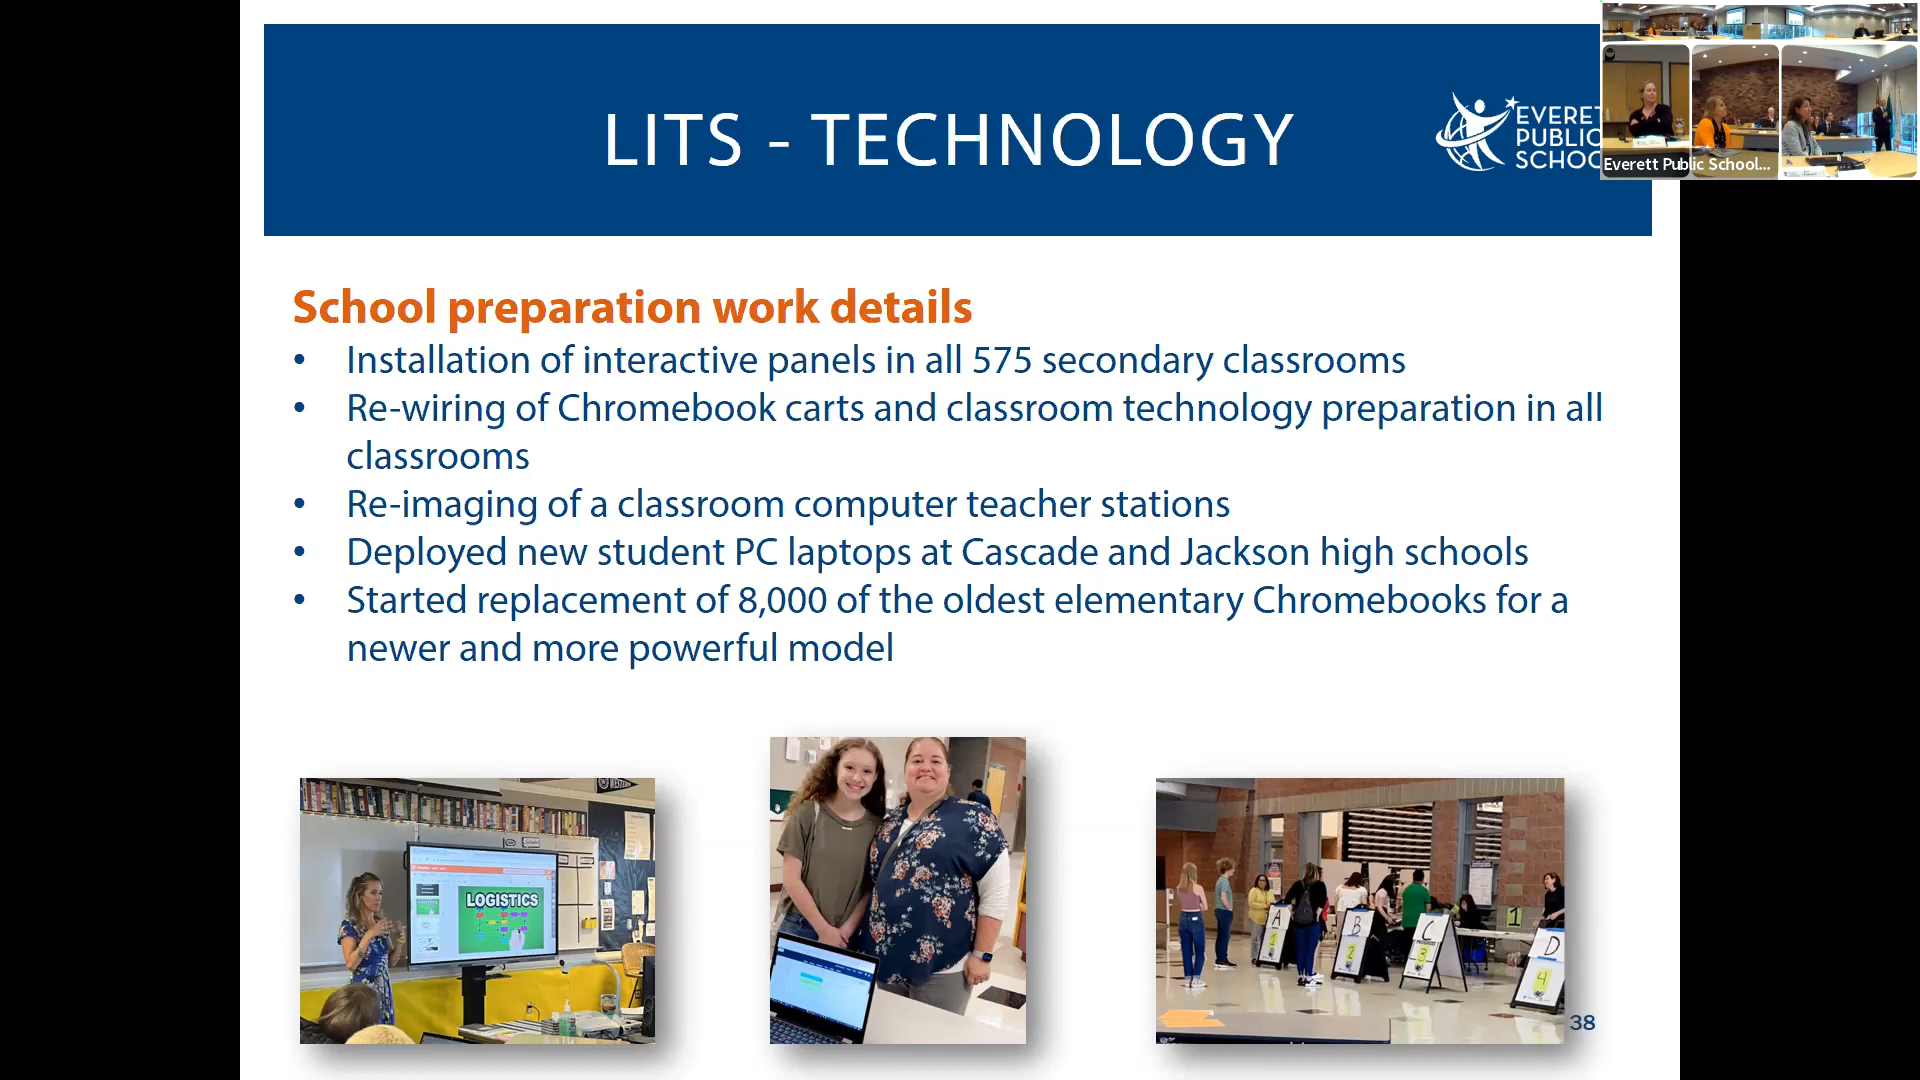 LITS - TECHNOLOGY
EVERETT
PUBLIC
SCHOO
Everett Public School...
School preparation work details
• Installation of interactive panels in all 575 secondary classrooms
• Re-wiring of Chromebook carts and classroom technology preparation in all
classrooms
• Re-imaging of a classroom computer teacher stations
• Deployed new student PC laptops at Cascade and Jackson high schools
• Started replacement of 8,000 of the oldest elementary Chromebooks for a
newer and more powerful model
WESTERN
LOGISTICS
A
1
B
2
C
3
1
D
4
38